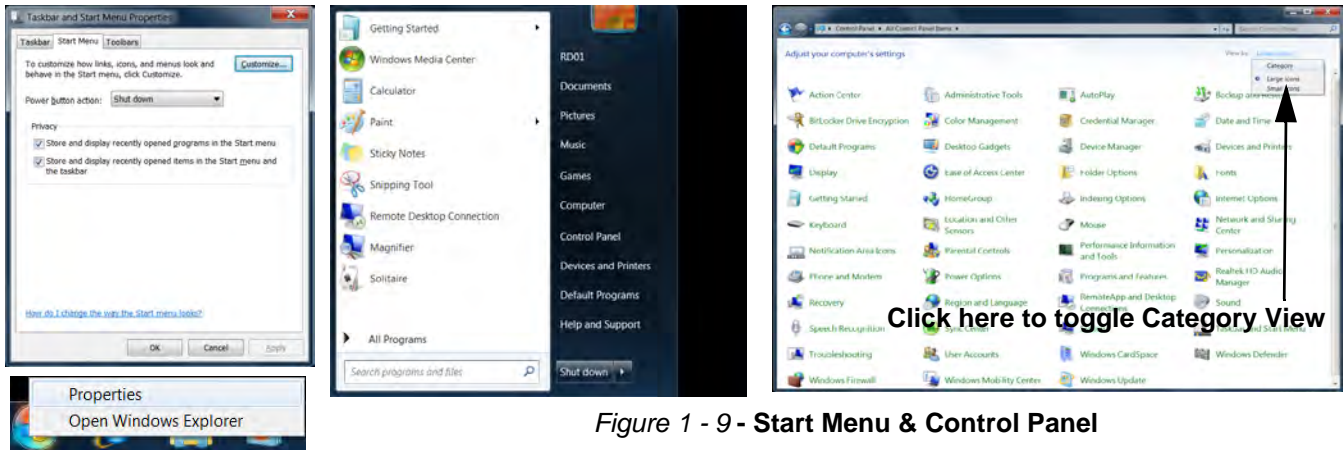 Taskbar and Start Menu Properties
Taskbar Start Menu Toolbars
To customize how links, icons, and menus look and
behave in the Start menu, click Customize.
Customize...
Power button action: Shut down
Privacy
Store and display recently opened programs in the Start menu
Store and display recently opened items in the Start menu and
the taskbar
How do I change the way the Start menu looks?
OK Cancel Apply
Properties
Open Windows Explorer
Getting Started
Windows Media Center
Calculator
Paint
Sticky Notes
Snipping Tool
Remote Desktop Connection
Magnifier
Solitaire
All Programs
Search programs and files
RD01
Documents
Pictures
Music
Games
Computer
Control Panel
Devices and Printers
Default Programs
Help and Support
Shut down
Control Panel All Control Panel Items
Search Control Panel
Adjust your computer's settings
View by:
Category
Large icons
Small icons
Action Center
Administrative Tools
AutoPlay
Backup and
BitLocker Drive Encryption
Color Management
Credential Manager
Date and Time
Default Programs
Desktop Gadgets
Device Manager
Devices and Printers
Display
Ease of Access Center
Folder Options
Fonts
Getting Started
HomeGroup
Indexing Options
Internet Options
Keyboard
Location and Other
Sensors
Mouse
Network and Sharing
Center
Notification Area Icons
Parental Controls
Performance Information
and Tools
Personalization
Phone and Modem
Power Options
Programs and Features
Realtek HD Audio
Manager
Recovery
Region and Language
RemoteApp and Desktop
Connections
Sound
Speech Recognition
Sync Center
Taskbar and Start Menu
Troubleshooting
User Accounts
Windows CardSpace
Windows Defender
Windows Firewall
Windows Mobility Center
Windows Update
Click here to toggle Category View
Figure 1 - 9 - Start Menu & Control Panel